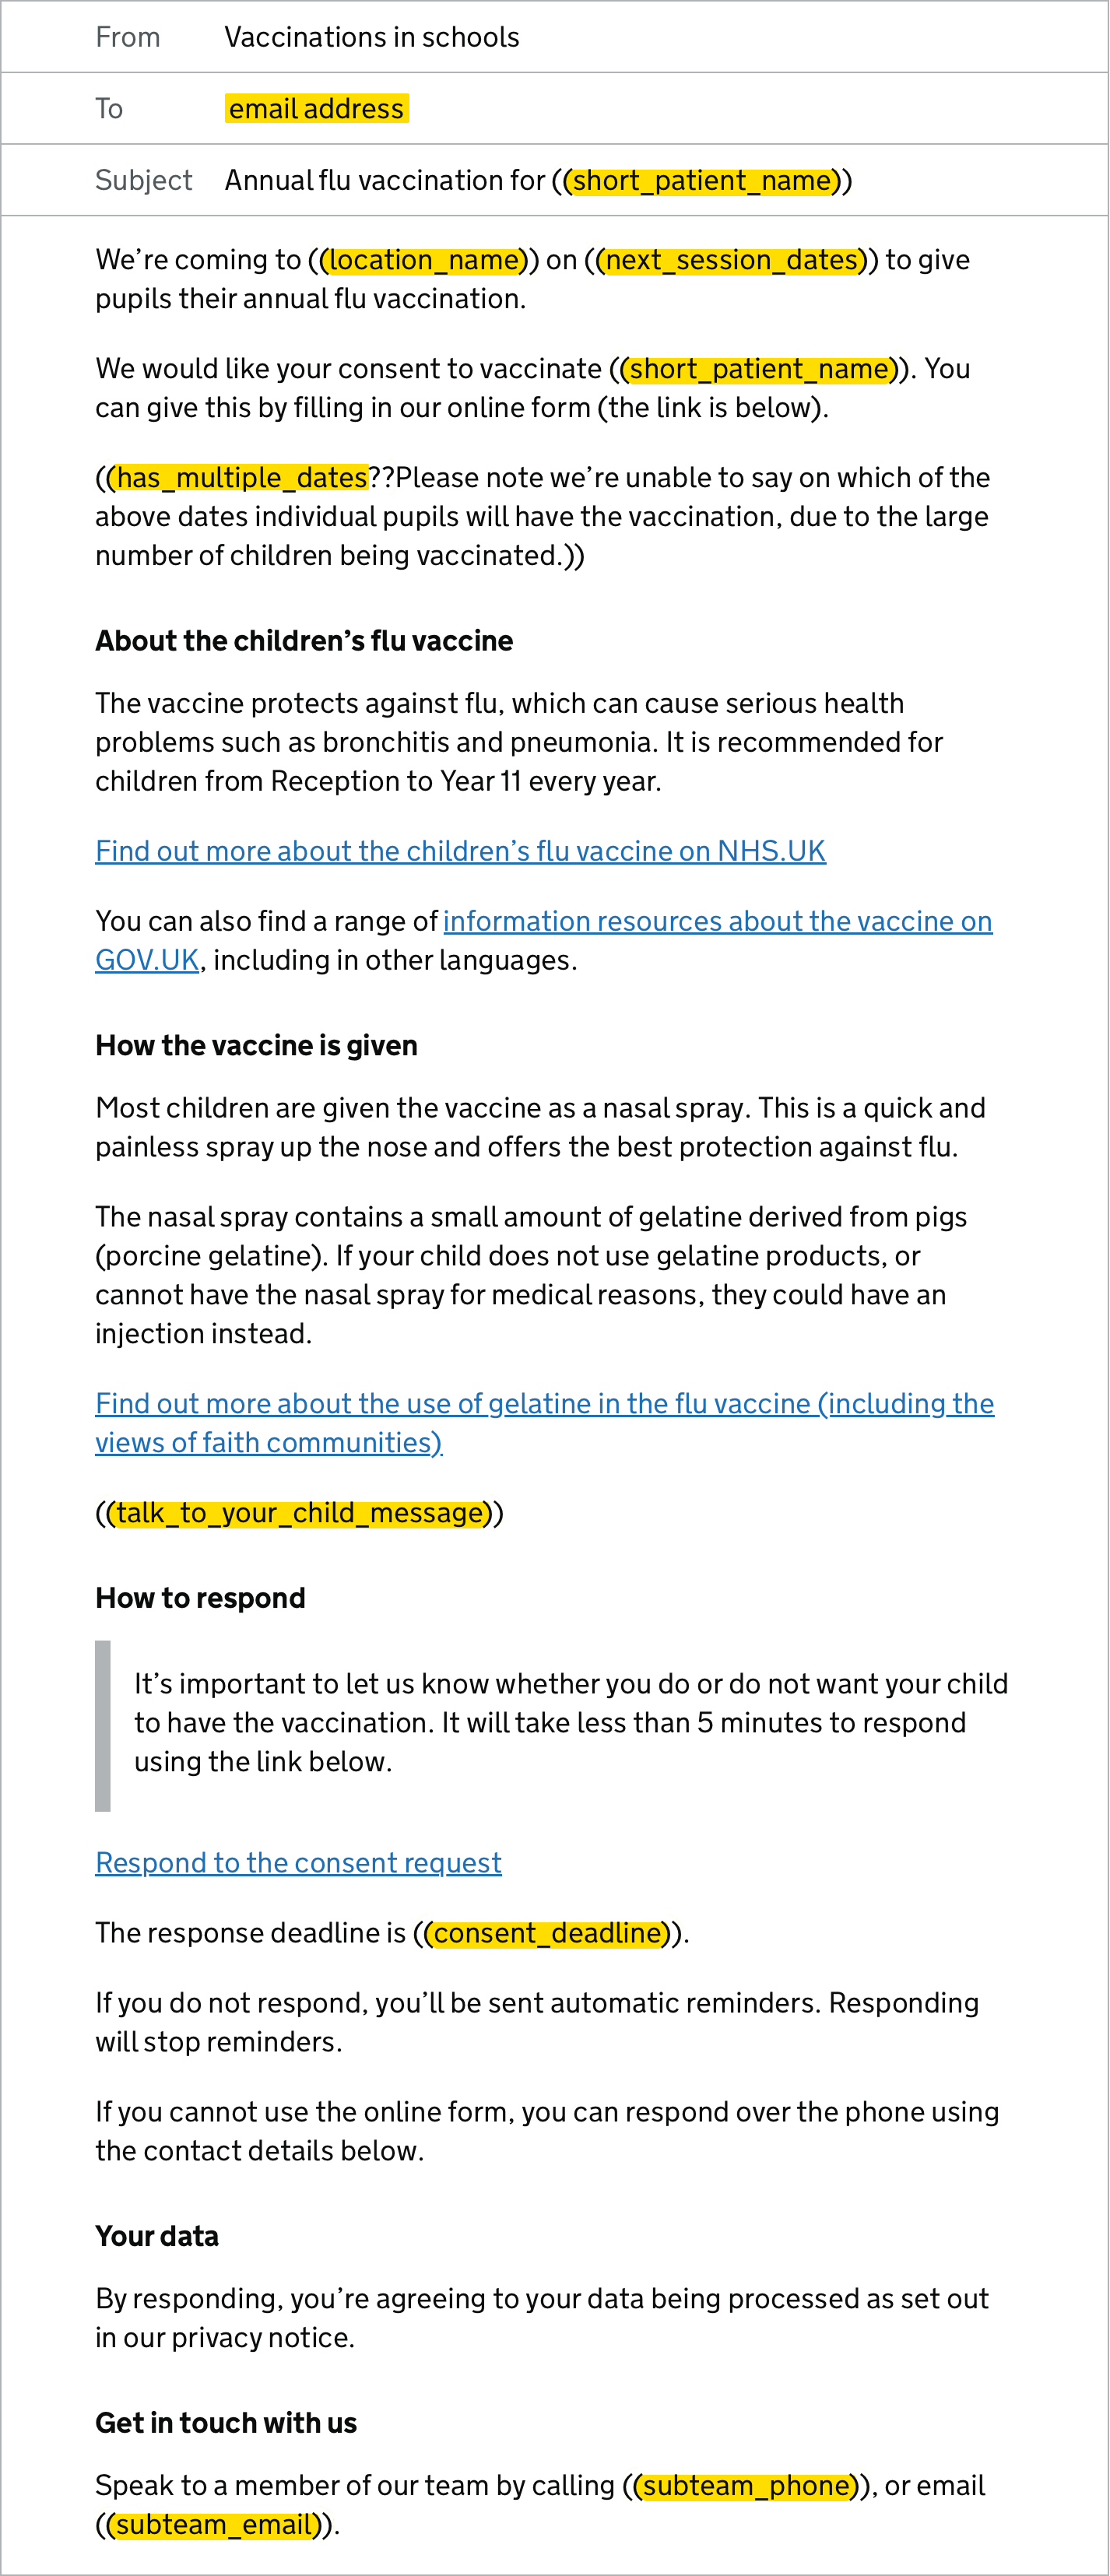 From Vaccinations in schools
To email address
Subject Annual flu vaccination for ((short_patient_name))
We’re coming to ((location_name)) on ((next_session_dates)) to give
pupils their annual flu vaccination.
We would like your consent to vaccinate ((short_patient_name)). You
can give this by filling in our online form (the link is below).
((has_multiple_dates??Please note we’re unable to say on which of the
above dates individual pupils will have the vaccination, due to the large
number of children being vaccinated.))
About the children’s flu vaccine
The vaccine protects against flu, which can cause serious health
problems such as bronchitis and pneumonia. It is recommended for
children from Reception to Year 11 every year.
Find out more about the children’s flu vaccine on NHS.UK
You can also find a range of information resources about the vaccine on
GOV.UK, including in other languages.
How the vaccine is given
Most children are given the vaccine as a nasal spray. This is a quick and
painless spray up the nose and offers the best protection against flu.
The nasal spray contains a small amount of gelatine derived from pigs
(porcine gelatine). If your child does not use gelatine products, or
cannot have the nasal spray for medical reasons, they could have an
injection instead.
Find out more about the use of gelatine in the flu vaccine (including the
views of faith communities)
((talk_to_your_child_message))
How to respond
It’s important to let us know whether you do or do not want your child
to have the vaccination. It will take less than 5 minutes to respond
using the link below.
Respond to the consent request
The response deadline is ((consent_deadline)).
If you do not respond, you’ll be sent automatic reminders. Responding
will stop reminders.
If you cannot use the online form, you can respond over the phone using
the contact details below.
Your data
By responding, you’re agreeing to your data being processed as set out
in our privacy notice.
Get in touch with us
Speak to a member of our team by calling ((subteam_phone)), or email
((subteam_email)).